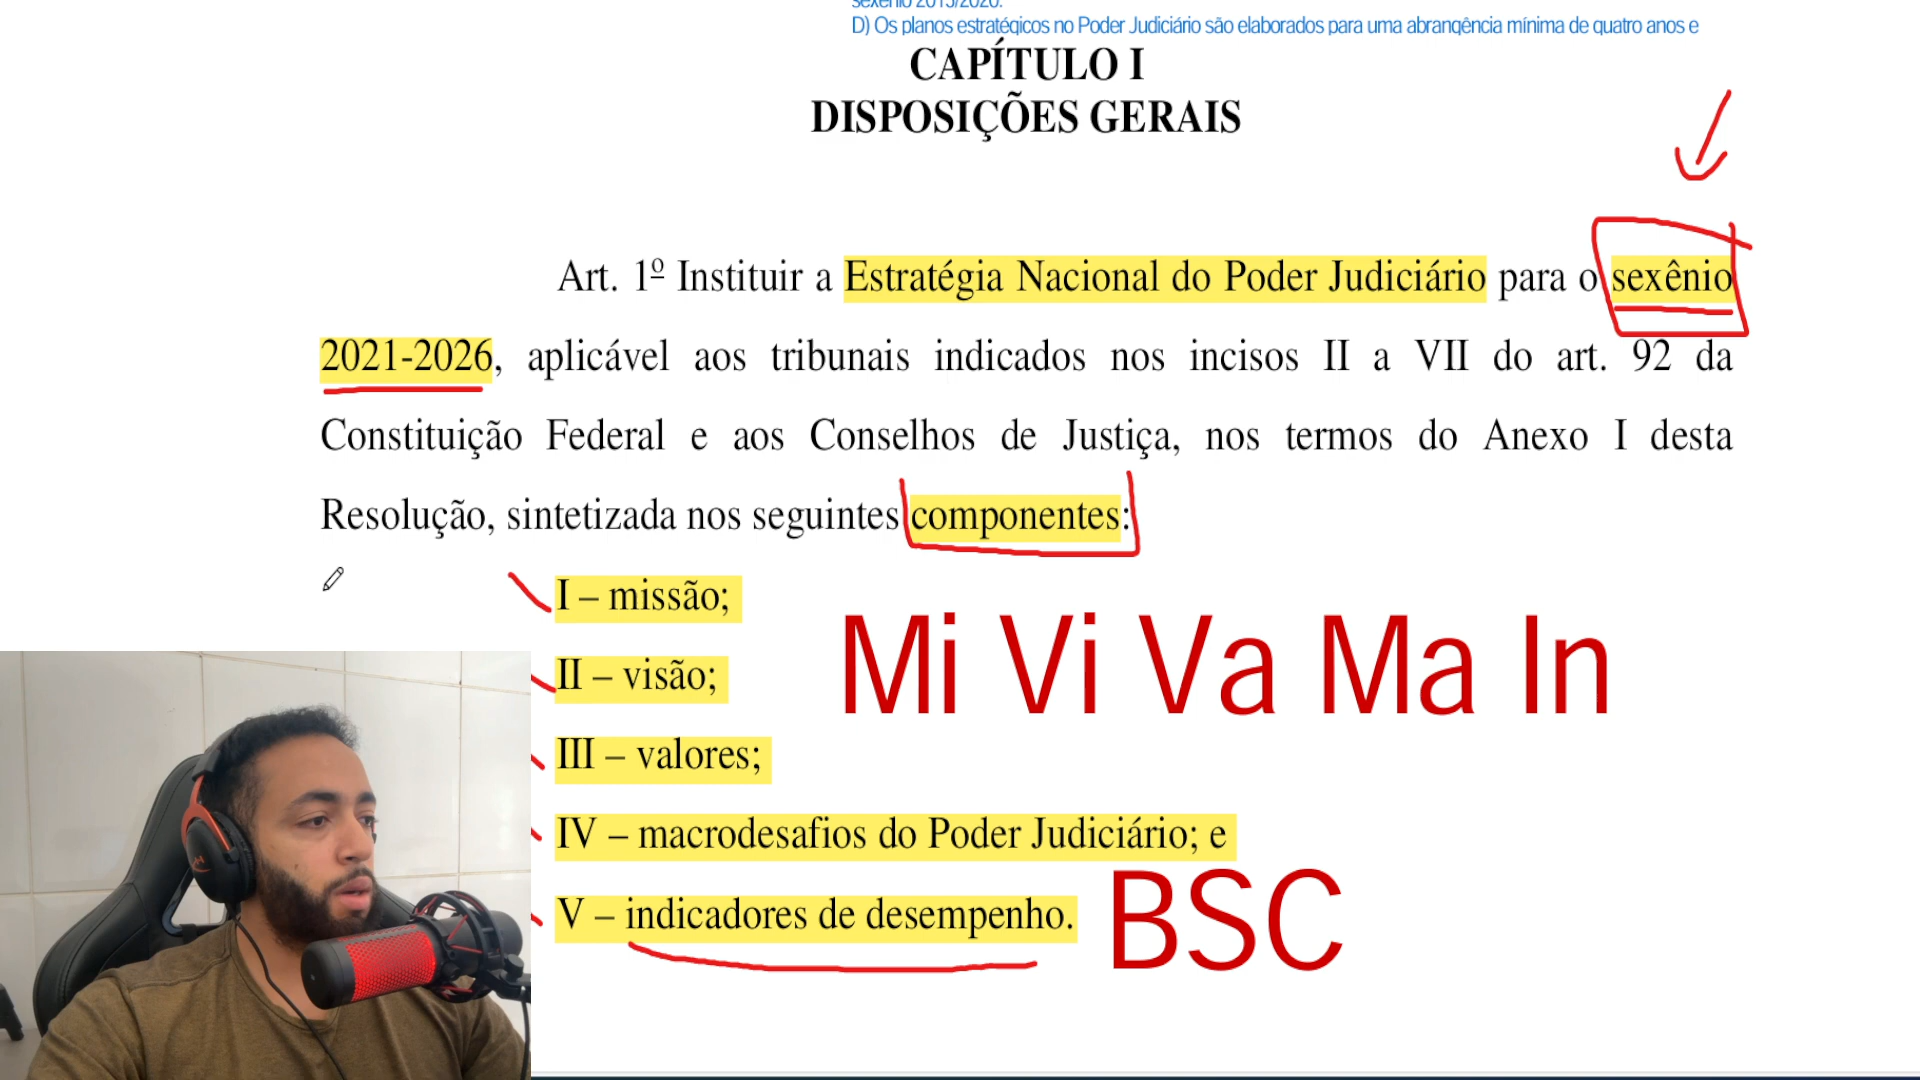 sexênio 2015/2020.
D) Os planos estratégicos no Poder Judiciário são elaborados para uma abrangência mínima de quatro anos e
CAPÍTULO I
DISPOSIÇÕES GERAIS
Art. 1º Instituir a Estratégia Nacional do Poder Judiciário para o sexênio
2021-2026, aplicável aos tribunais indicados nos incisos II a VII do art. 92 da
Constituição Federal e aos Conselhos de Justiça, nos termos do Anexo I desta
Resolução, sintetizada nos seguintes componentes:
I – missão;
II – visão;
Mi Vi Va Ma In
III – valores;
IV – macrodesafios do Poder Judiciário; e
V – indicadores de desempenho.
BSC